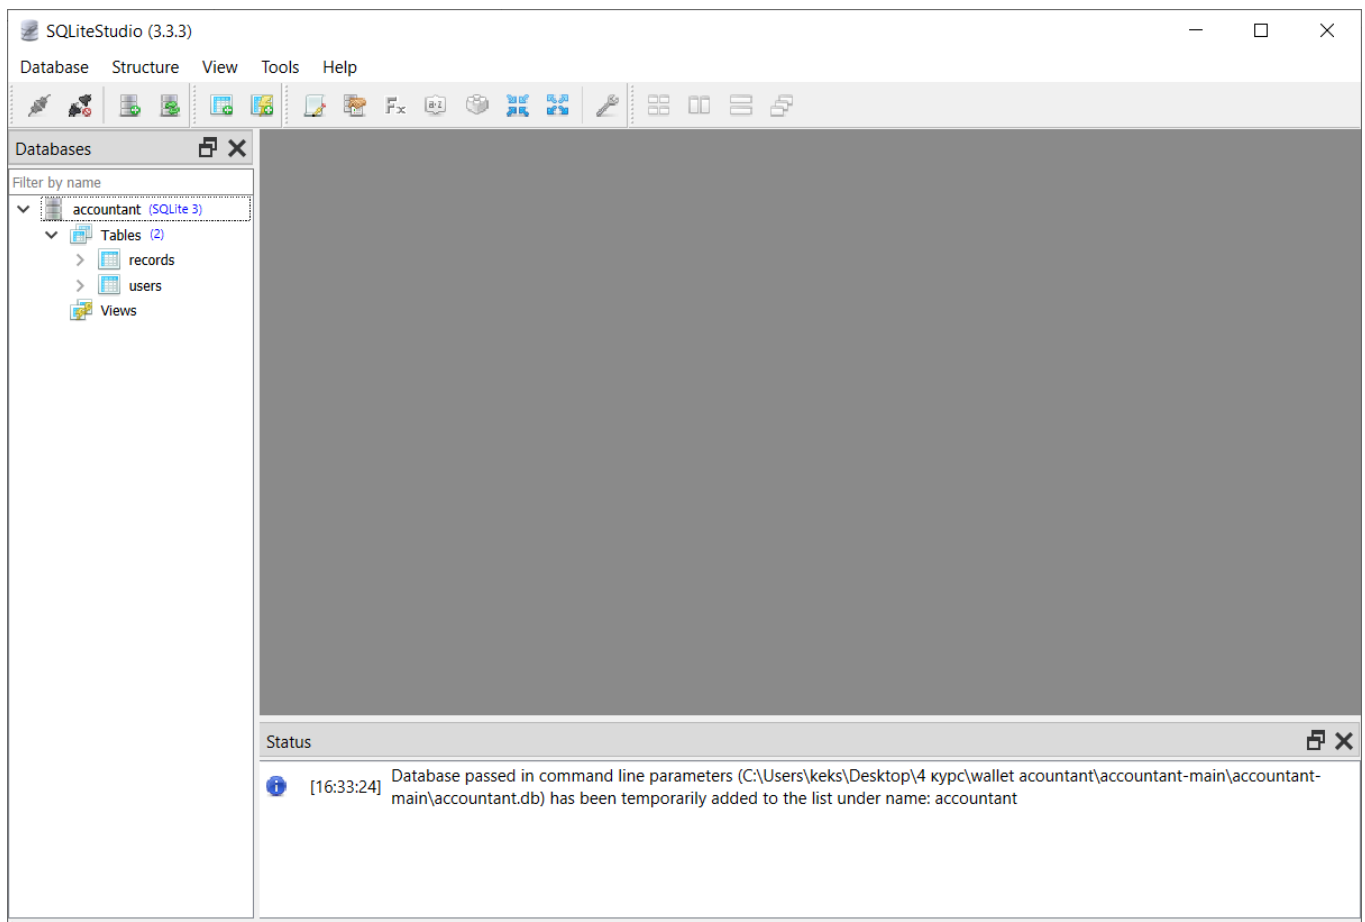 SQLiteStudio (3.3.3)
Database Structure View Tools Help
Databases
Filter by name
accountant (SQLite 3)
Tables (2)
records
users
Views
Status
[16:33:24] Database passed in command line parameters (C:\Users\keks\Desktop\4 курс\wallet acountant\accountant-main\accountant-
main\accountant.db) has been temporarily added to the list under name: accountant